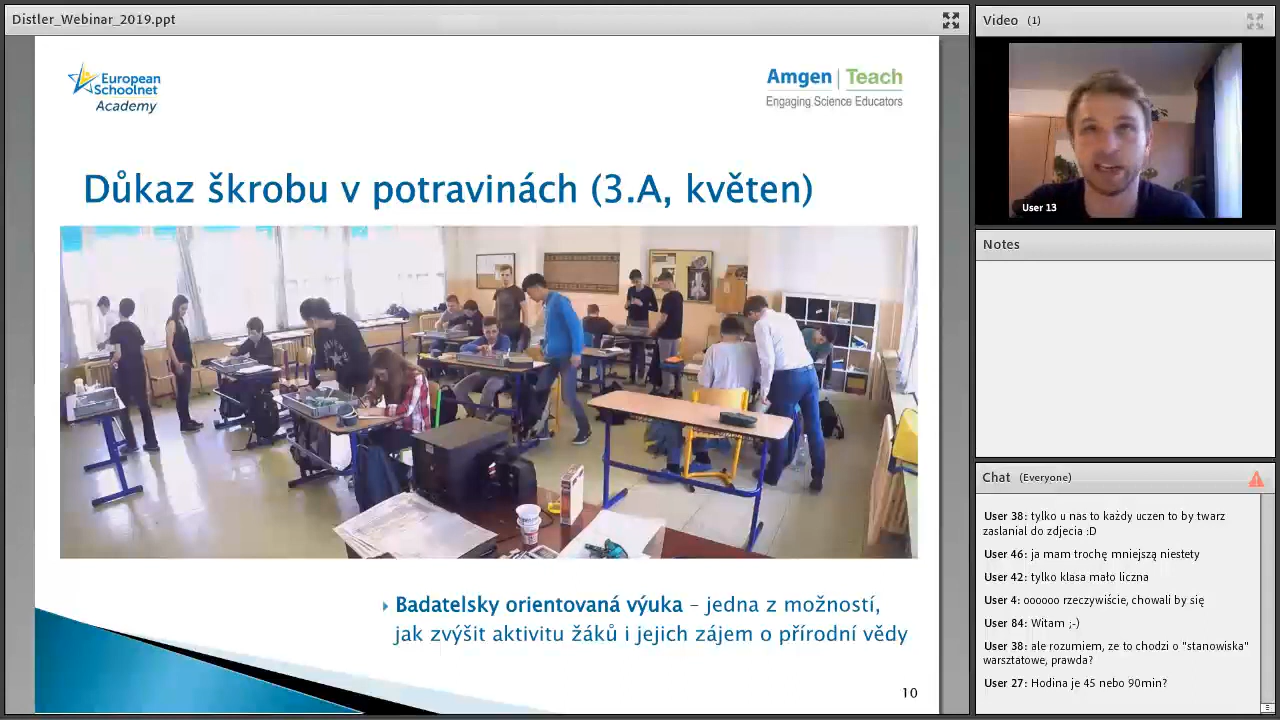 Distler_Webinar_2019.ppt
European
Schoolnet
Academy
Amgen | Teach
Engaging Science Educators
Důkaz škrobu v potravinách (3.A, květen)
Badatelsky orientovaná výuka – jedna z možností,
jak zvýšit aktivitu žáků i jejich zájem o přírodní vědy
10
Video (1)
User 13
Notes
Chat (Everyone)
User 38: tylko u nas to każdy uczen to by twarz
zaslanial do zdjecia :D
User 46: ja mam trochę mniejszą niestety
User 42: tylko klasa mało liczna
User 4: oooooo rzeczywiście, chowali by się
User 84: Witam ;-)
User 38: ale rozumiem, ze to chodzi o "stanowiska"
warsztatowe, prawda?
User 27: Hodina je 45 nebo 90min?